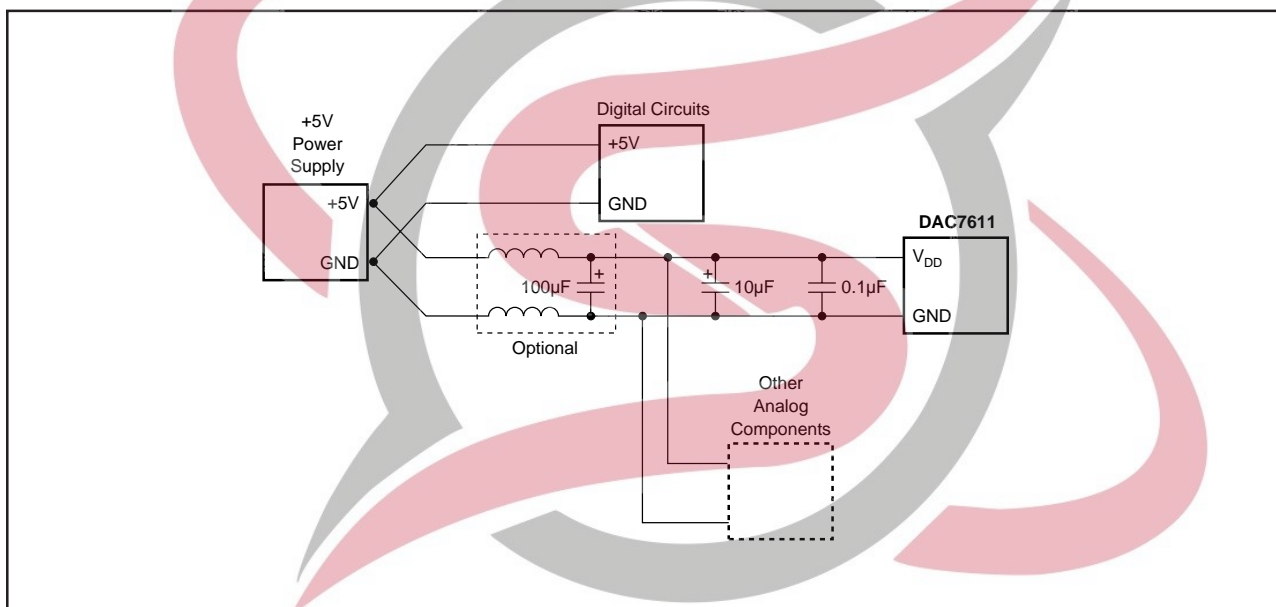 +5V
Power
Supply
+5V
GND
Digital Circuits
+5V
GND
100µF
+
Optional
+
10µF
0.1µF
DAC7611
VDD
GND
Other
Analog
Components